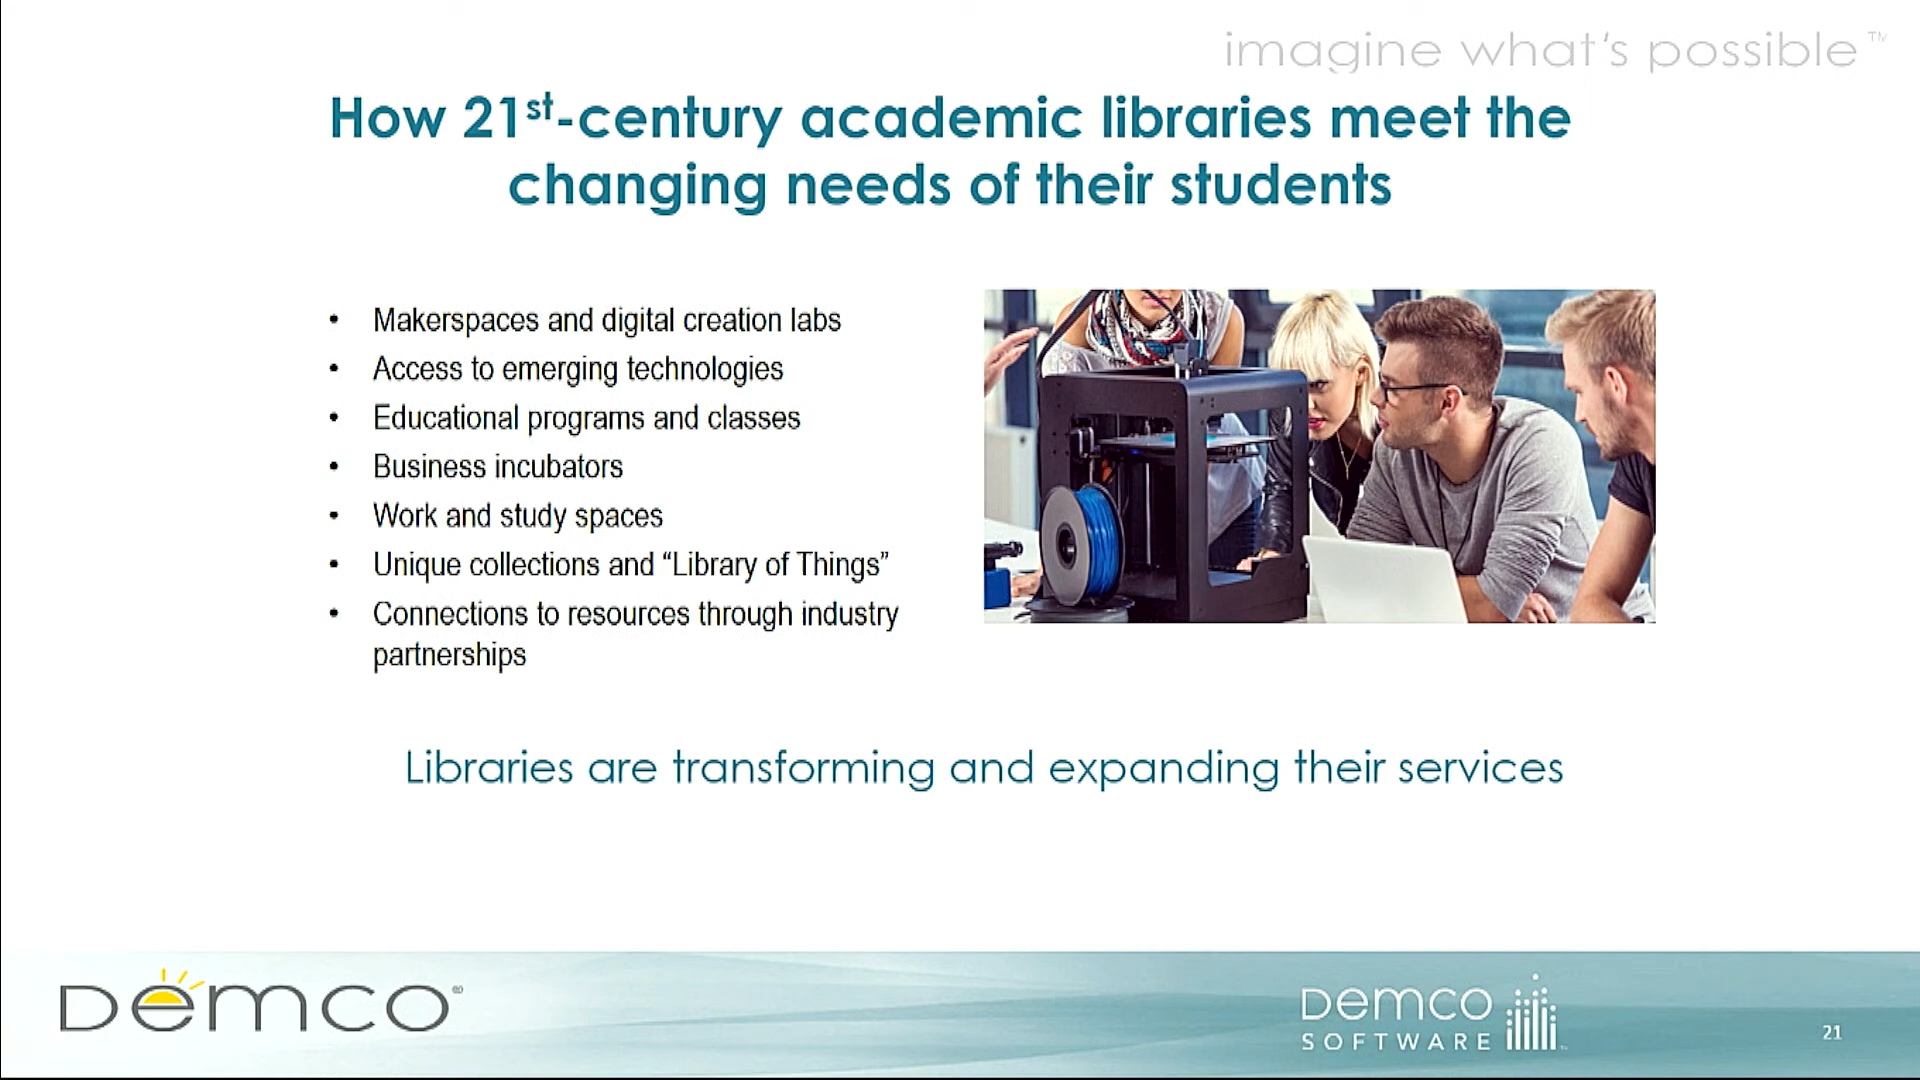 imagine what's possible™
How 21st-century academic libraries meet the
changing needs of their students
• Makerspaces and digital creation labs
• Access to emerging technologies
• Educational programs and classes
• Business incubators
• Work and study spaces
• Unique collections and “Library of Things”
• Connections to resources through industry
partnerships
Libraries are transforming and expanding their services
Demco®
Demco
SOFTWARE
21